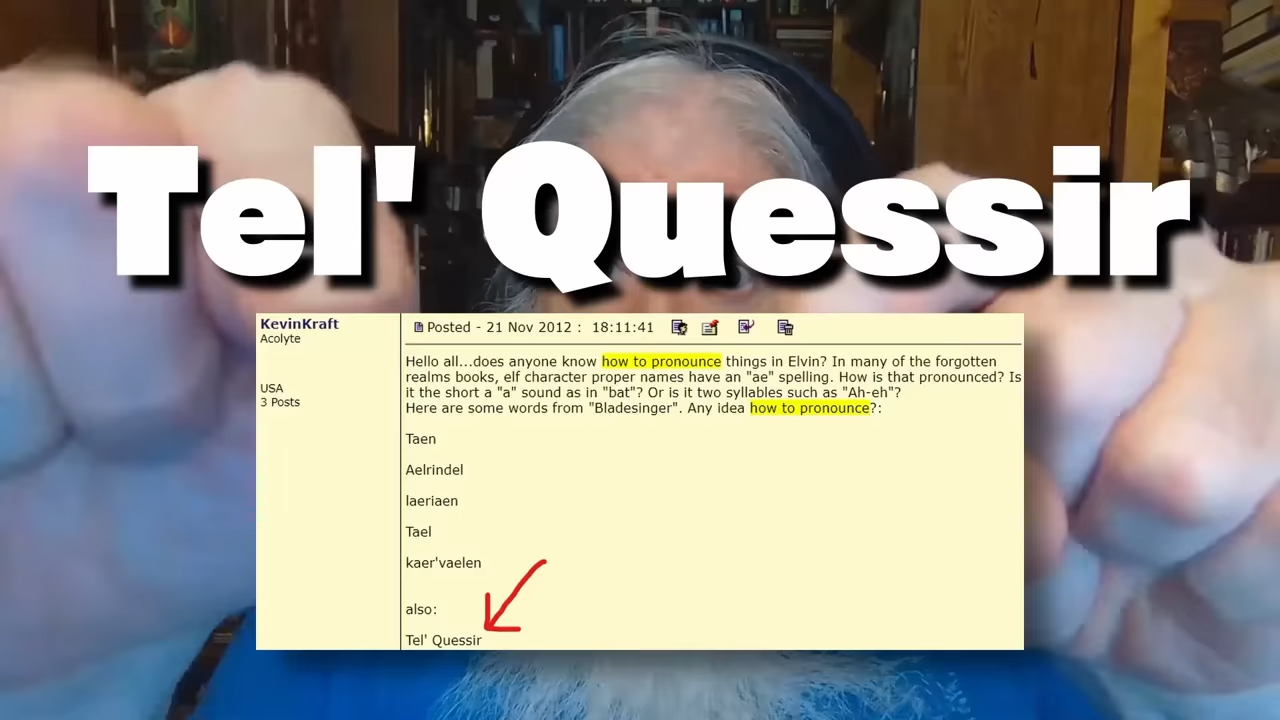 Tel' Quessir
KevinKraft
Acolyte
USA
3 Posts
Posted - 21 Nov 2012 : 18:11:41
Hello all...does anyone know how to pronounce things in Elvin? In many of the forgotten
realms books, elf character proper names have an "ae" spelling. How is that pronounced? Is
it the short a "a" sound as in "bat"? Or is it two syllables such as "Ah-eh"?
Here are some words from "Bladesinger". Any idea how to pronounce?:
Taen
Aelrindel
laeriaen
Tael
kaer'vaelen
also:
Tel' Quessir